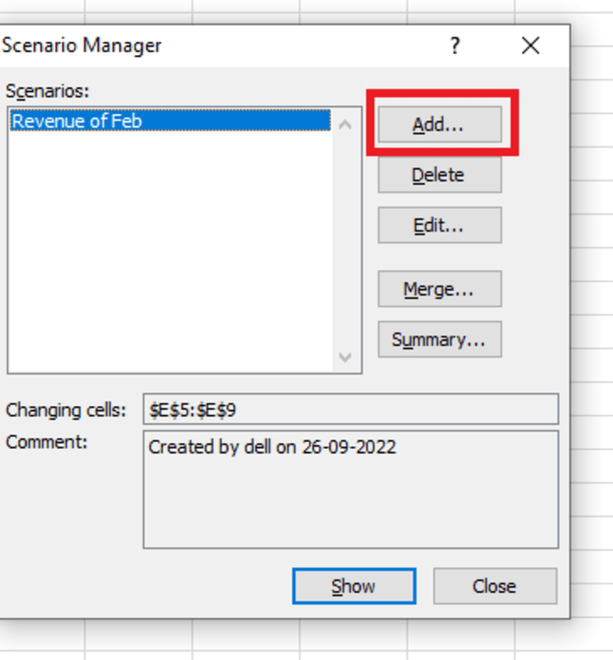 Scenario Manager
?
Scenarios:
Revenue of Feb
Add...
Delete
Edit...
Merge...
Summary...
Changing cells:
$E$5:$E$9
Comment:
Created by dell on 26-09-2022
Show
Close